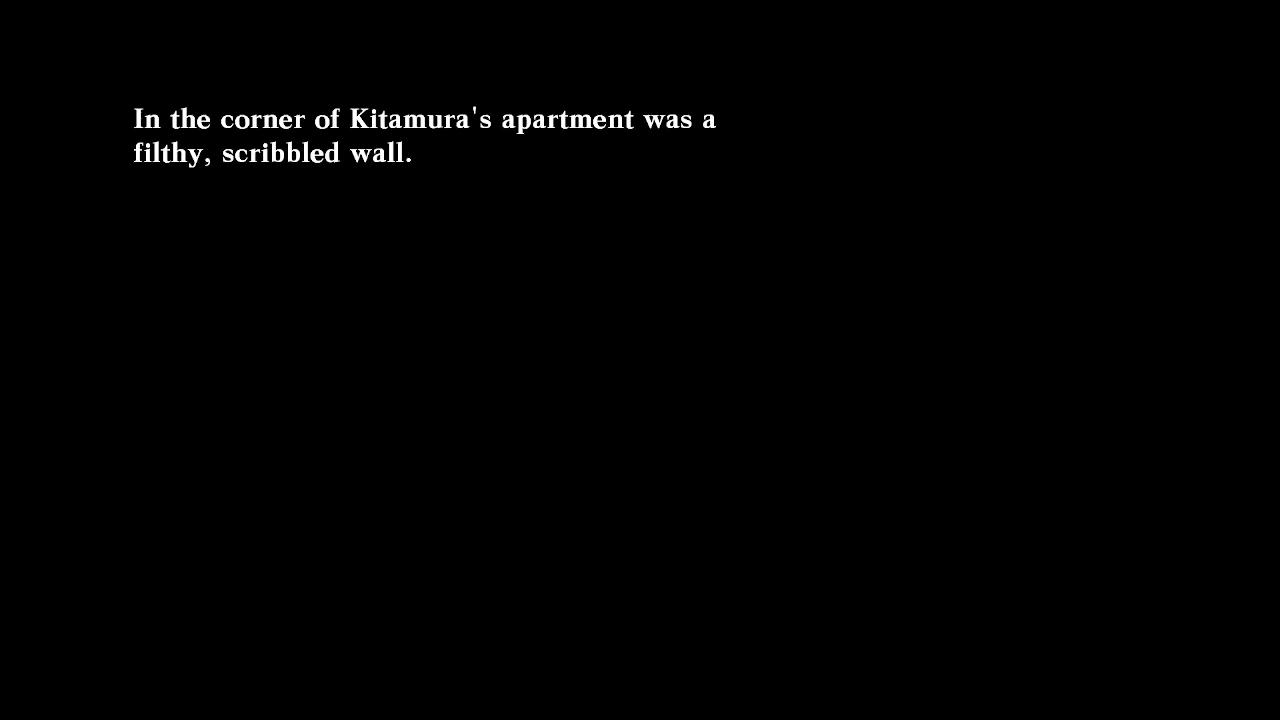 In the corner of Kitamura's apartment was a
filthy, scribbled wall.